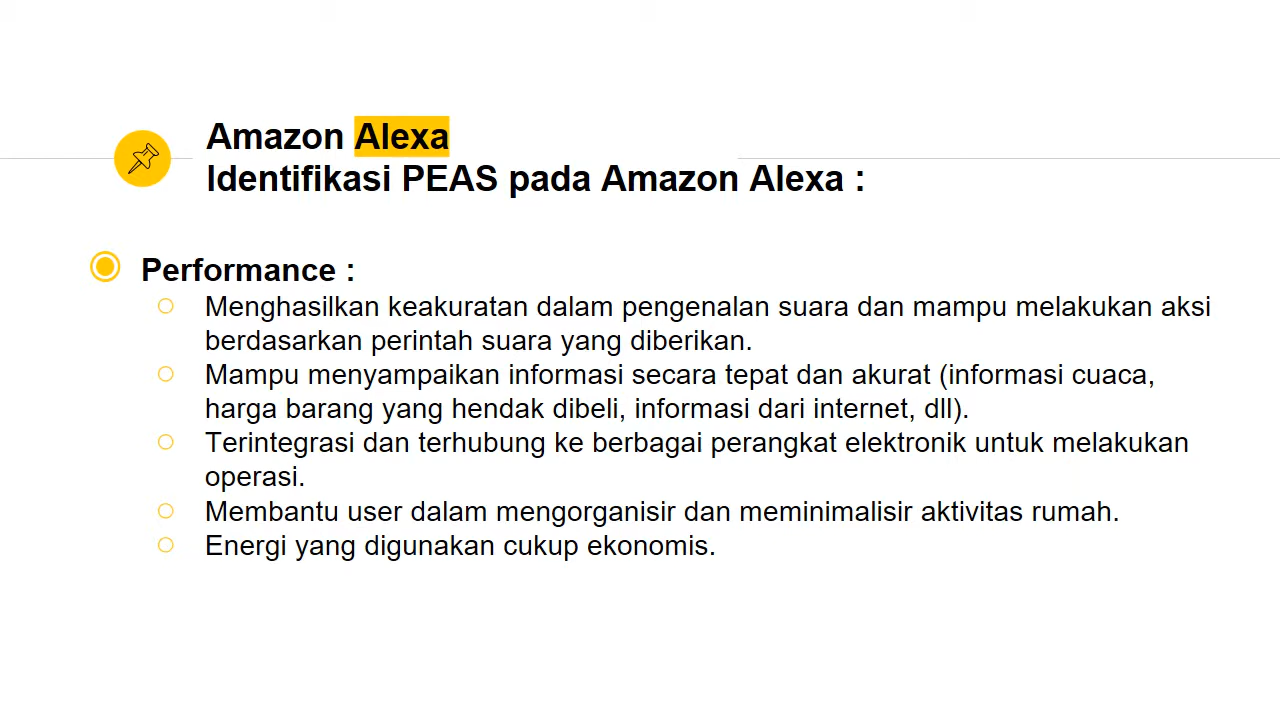 Amazon Alexa
Identifikasi PEAS pada Amazon Alexa :
Performance :
Menghasilkan keakuratan dalam pengenalan suara dan mampu melakukan aksi
berdasarkan perintah suara yang diberikan.
Mampu menyampaikan informasi secara tepat dan akurat (informasi cuaca,
harga barang yang hendak dibeli, informasi dari internet, dll).
Terintegrasi dan terhubung ke berbagai perangkat elektronik untuk melakukan
operasi.
Membantu user dalam mengorganisir dan meminimalisir aktivitas rumah.
Energi yang digunakan cukup ekonomis.